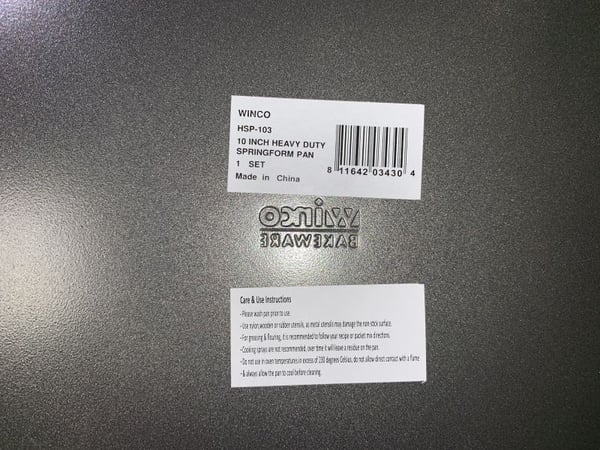 WINCO
HSP-103
10 INCH HEAVY DUTY
SPRINGFORM PAN
1 SET
Made in China
8 11642 03430 4
Winco
BAKEWARE
Care & Use Instructions
-Please wash pan prior to use.
-Use nylon,wooden or rubber utensils, as metal utensils may damage the non-stick surface.
-For greasing & flouring, it is recommended to follow your recipe or packet mix directions.
-Cooking sprays are not recommended, over time it will leave a residue on the pan.
-Do not use in oven temperatures in excess of 230 degrees Celsius, do not allow direct contact with a flame
-& always allow the pan to cool before cleaning.